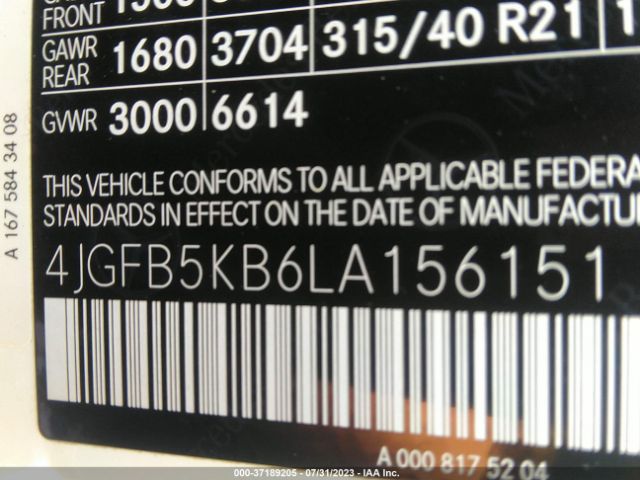 FRONT
GAWR REAR 1680 3704 315/40 R21
GVWR 3000 6614
THIS VEHICLE CONFORMS TO ALL APPLICABLE FEDERA
STANDARDS IN EFFECT ON THE DATE OF MANUFACTUR
4JGFB5KB6LA156151
A 000 817 52 04
A 167 584 34 08
000-37189205 - 07/31/2023 - IAA Inc.